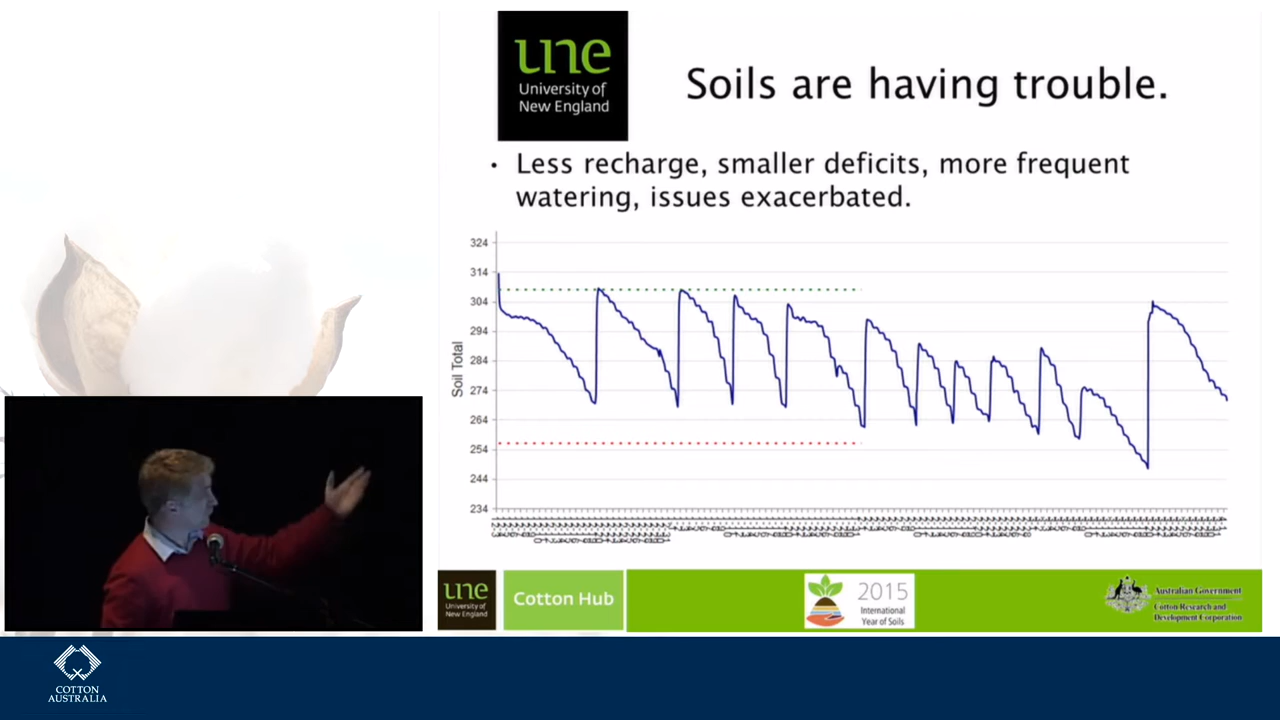 une
University of
New England
Soils are having trouble.
• Less recharge, smaller deficits, more frequent
watering, issues exacerbated.
324
314
304
294
284
274
264
254
244
234
Soil Total
une
University of
New England
Cotton Hub
2015
International
Year of Soils
Australian Government
Cotton Research and
Development Corporation
COTTON
AUSTRALIA